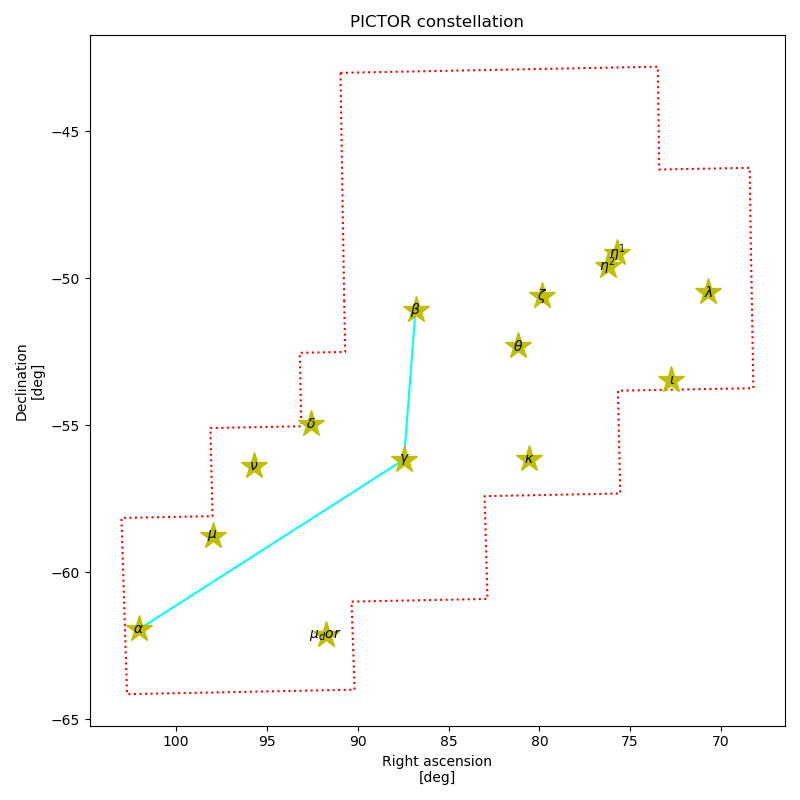 PICTOR constellation
−45
−50
−55
−60
−65
Declination
[deg]
η¹
η²
ζ
λ
β
θ
ι
δ
ν
γ
κ
μ
α
μdor
100
95
90
85
80
75
70
Right ascension
[deg]